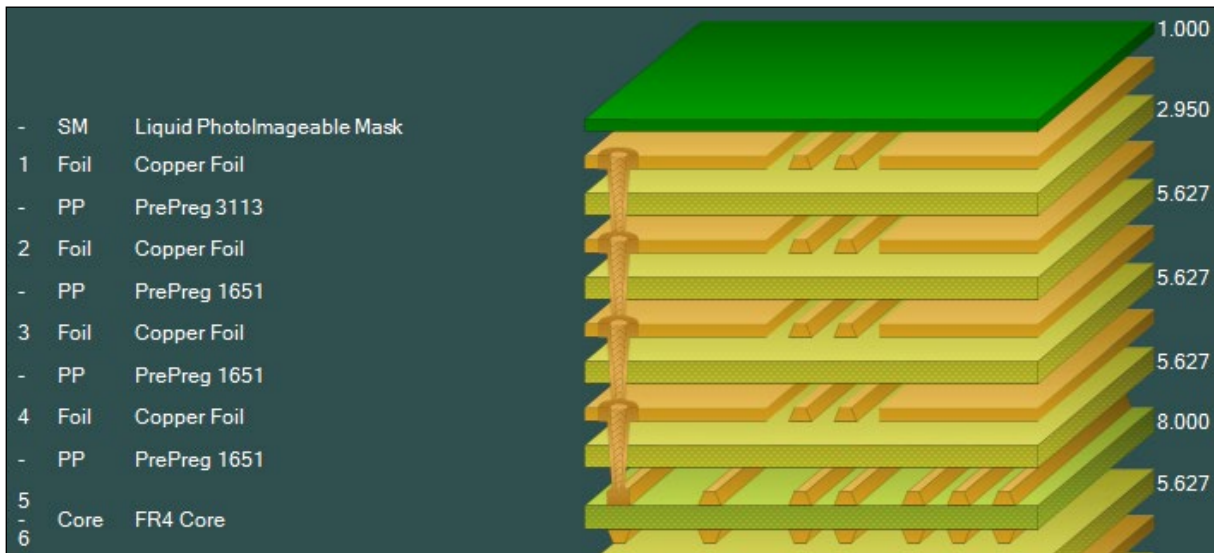 1.000
2.950
- SM Liquid PhotoImageable Mask
1 Foil Copper Foil
5.627
- PP PrePreg 3113
2 Foil Copper Foil
5.627
- PP PrePreg 1651
3 Foil Copper Foil
5.627
- PP PrePreg 1651
4 Foil Copper Foil
8.000
- PP PrePreg 1651
5.627
5
- Core FR4 Core
6